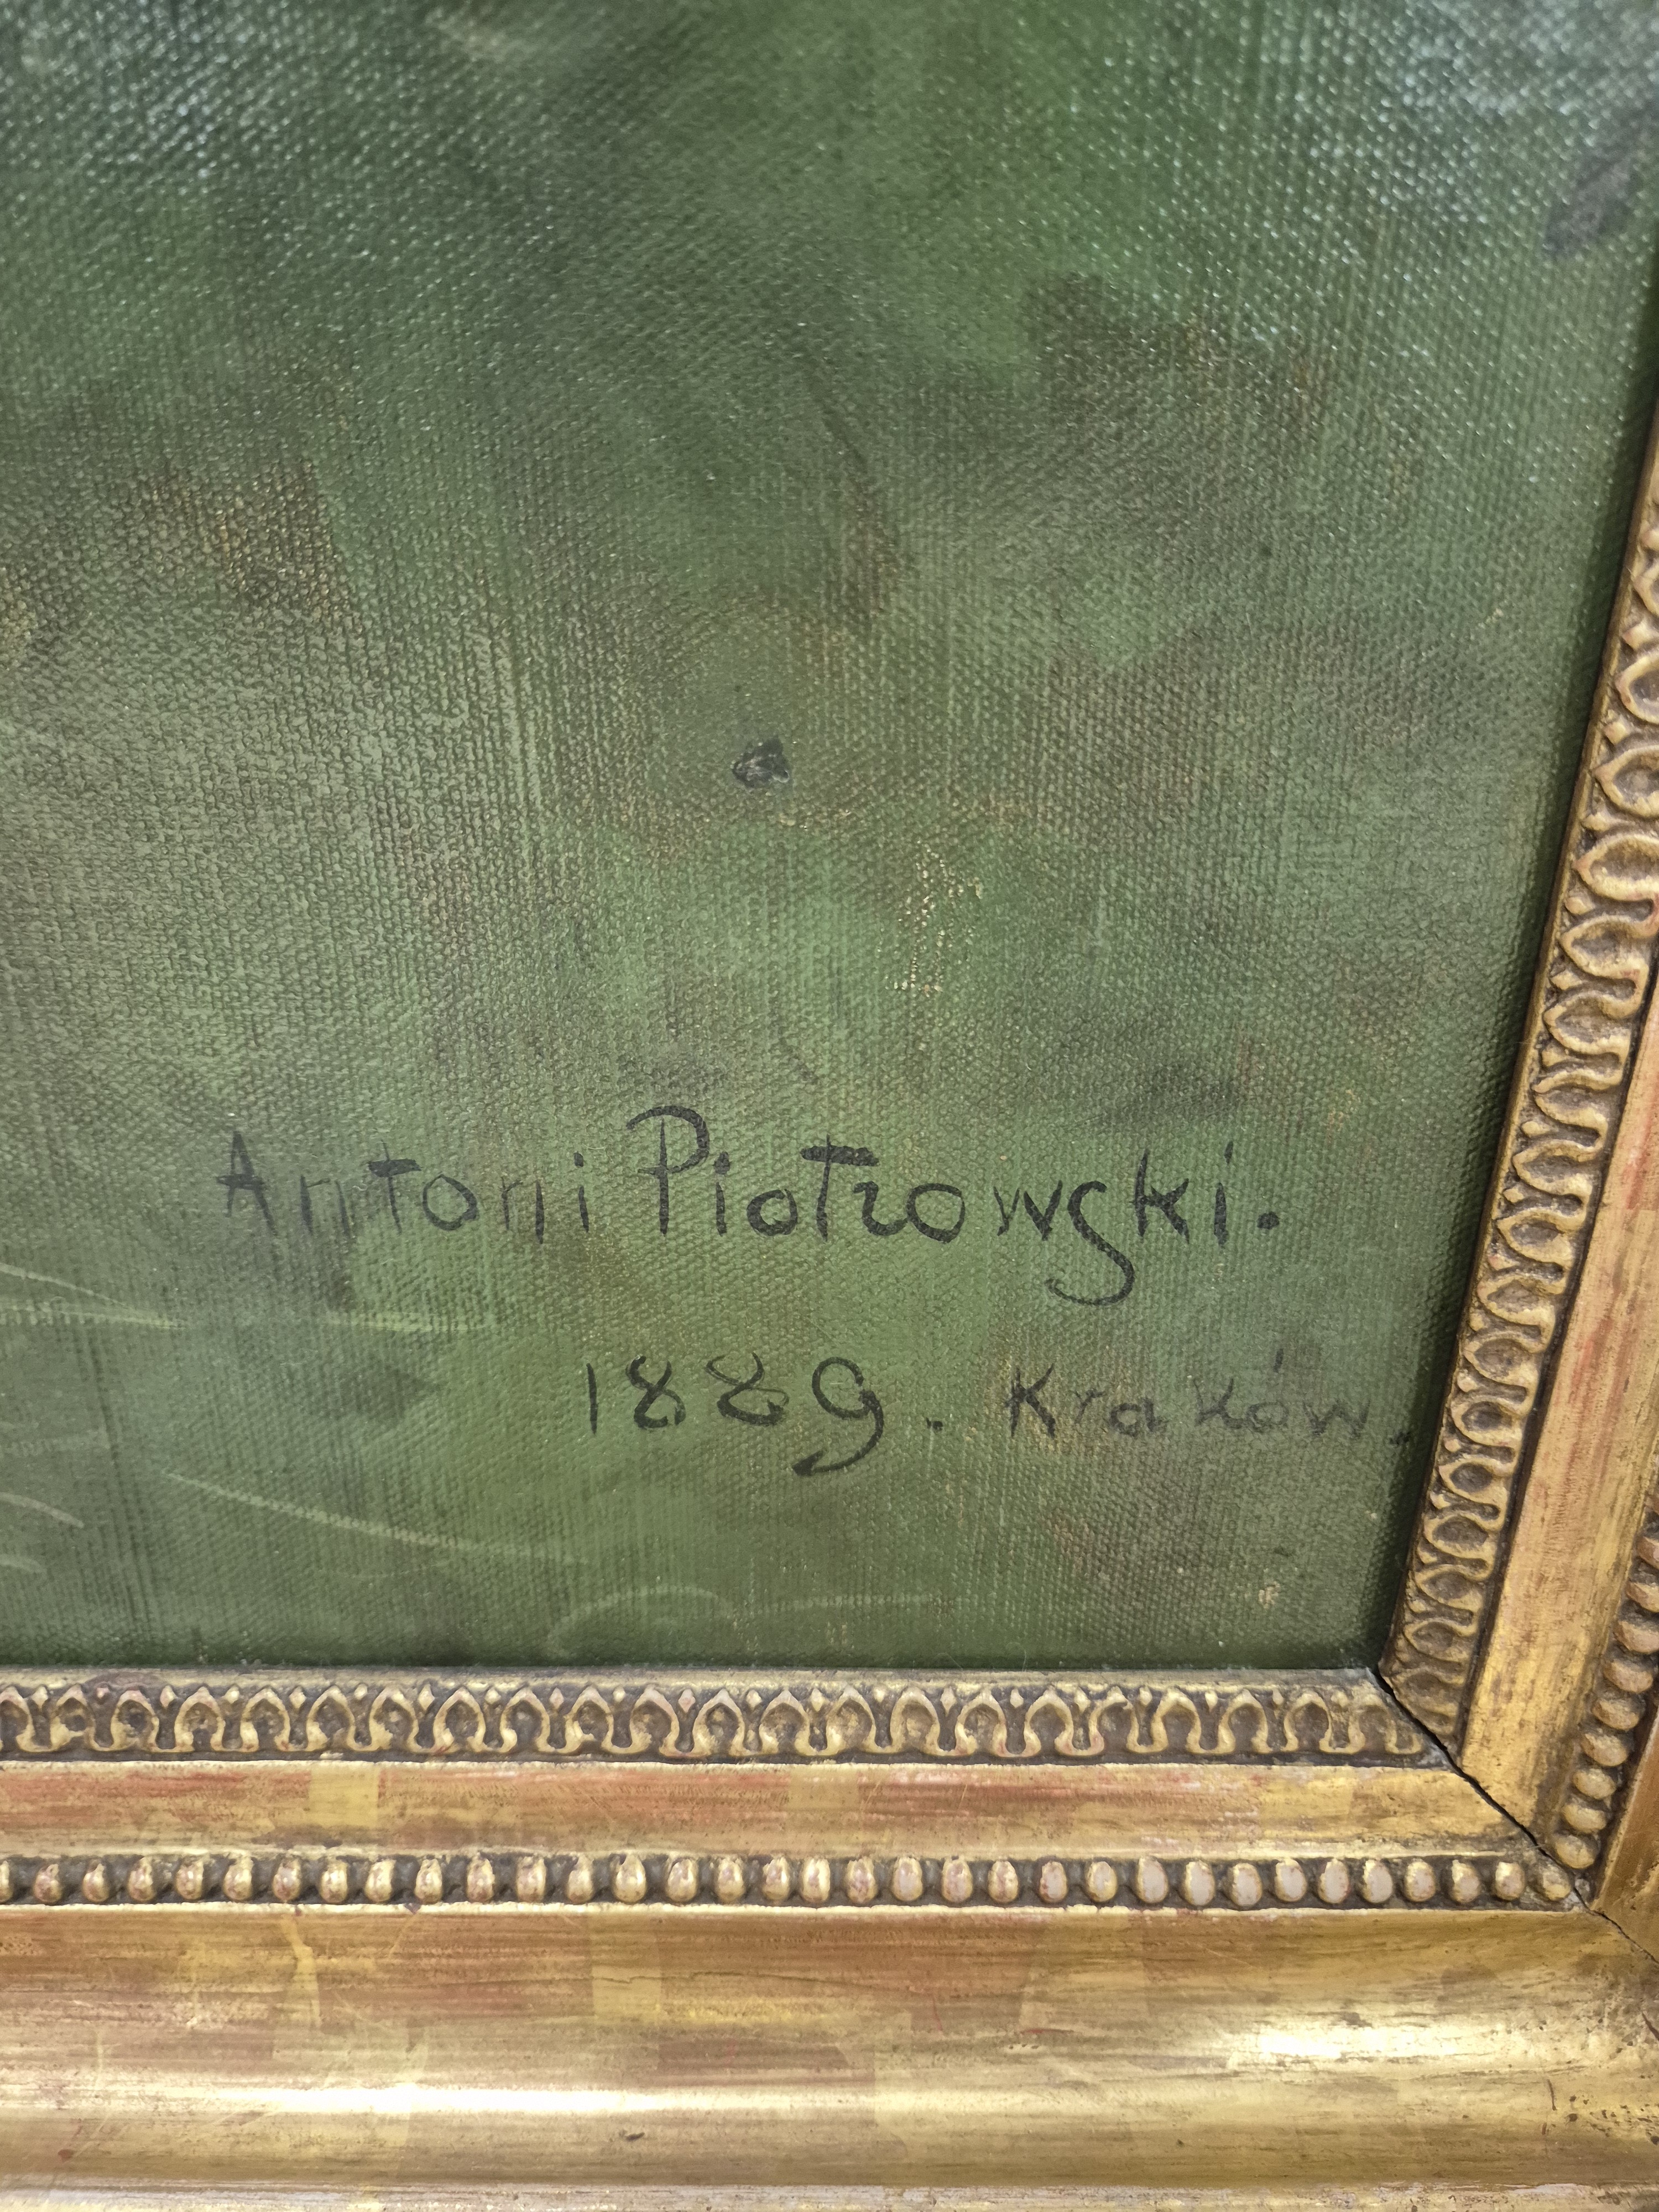 Antoni Piotrowski.
1889. Kraków.